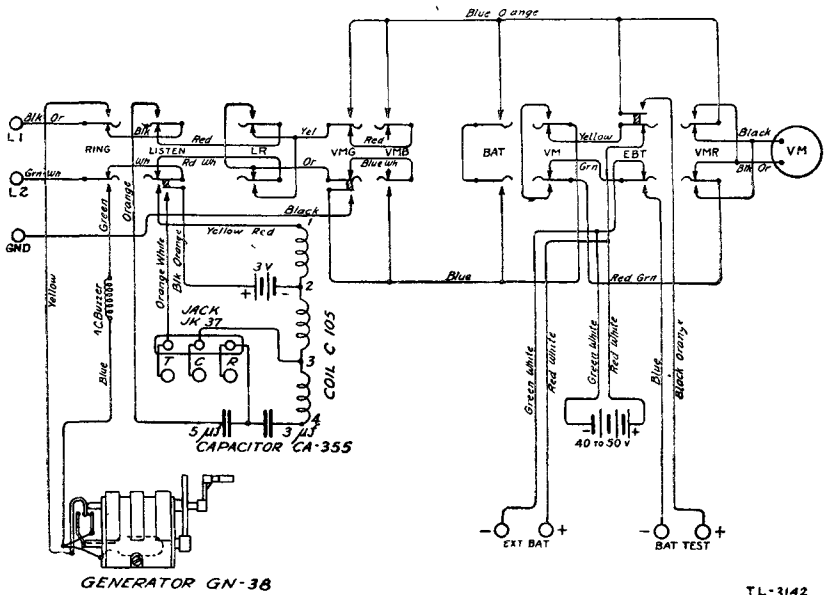 Blue Orange
Blk Or
L1
RING
Blk
LISTEN
Red
LR
Yel
VMG
Red
VMB
BAT
VM
Yellow
EBT
VMR
Black
VM
Blk Or
Grn-Wh
L2
Wh
Rd Wh
Or
Blue Wh
Grn
GND
Green
Orange
Black
Yellow Red
1
Orange White
Blk Orange
3V
+ -
2
Blue
Red Grn
Yellow
A.C. Buzzer
Blue
JACK
JK 37
T C R
COIL C 105
3
4
5 μf
3 μf
CAPACITOR CA-355
Green White
Red White
Green White
Red White
Blue
Black Orange
- +
40 TO 50 V
- +
EXT BAT
- +
BAT TEST
GENERATOR GN-38
TL-3142